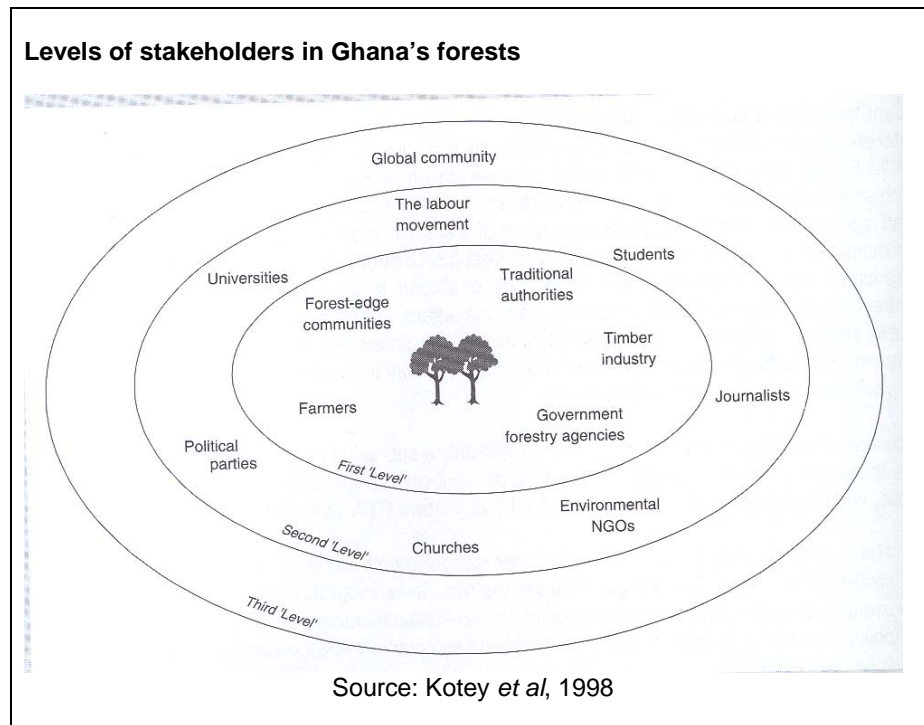 Levels of stakeholders in Ghana's forests
Global community
The labour
movement
Universities
Students
Traditional
authorities
Forest-edge
communities
Timber
industry
Farmers
Journalists
Government
forestry agencies
Political
parties
First 'Level'
Environmental
NGOs
Second 'Level'
Churches
Third 'Level'
Source: Kotey et al, 1998